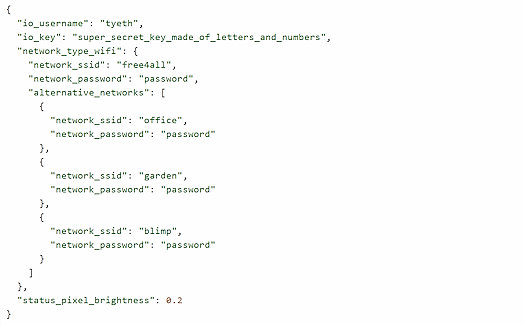 {
  "io_username": "tyeth",
  "io_key": "super_secret_key_made_of_letters_and_numbers",
  "network_type_wifi": {
    "network_ssid": "free4all",
    "network_password": "password",
    "alternative_networks": [
      {
        "network_ssid": "office",
        "network_password": "password"
      },
      {
        "network_ssid": "garden",
        "network_password": "password"
      },
      {
        "network_ssid": "blimp",
        "network_password": "password"
      }
    ]
  },
  "status_pixel_brightness": 0.2
}